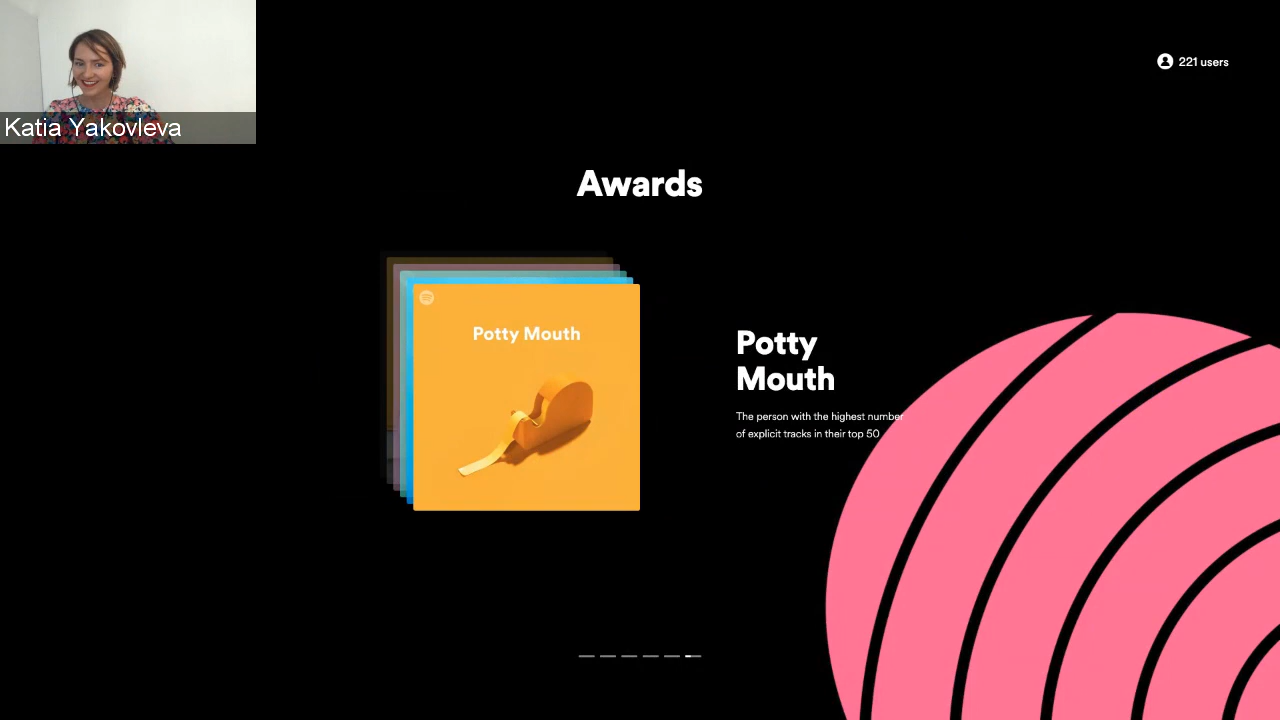 Katia Yakovleva
221 users
Awards
Potty Mouth
Potty
Mouth
The person with the highest number
of explicit tracks in their top 50